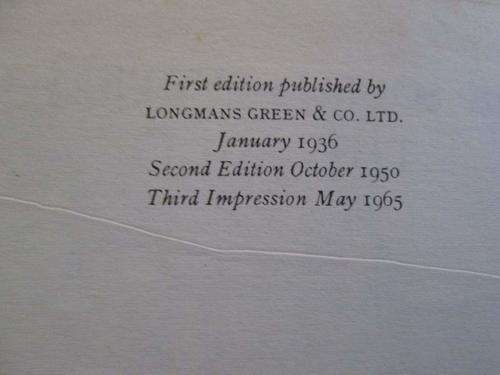 First edition published by
LONGMANS GREEN & CO. LTD.
January 1936
Second Edition October 1950
Third Impression May 1965